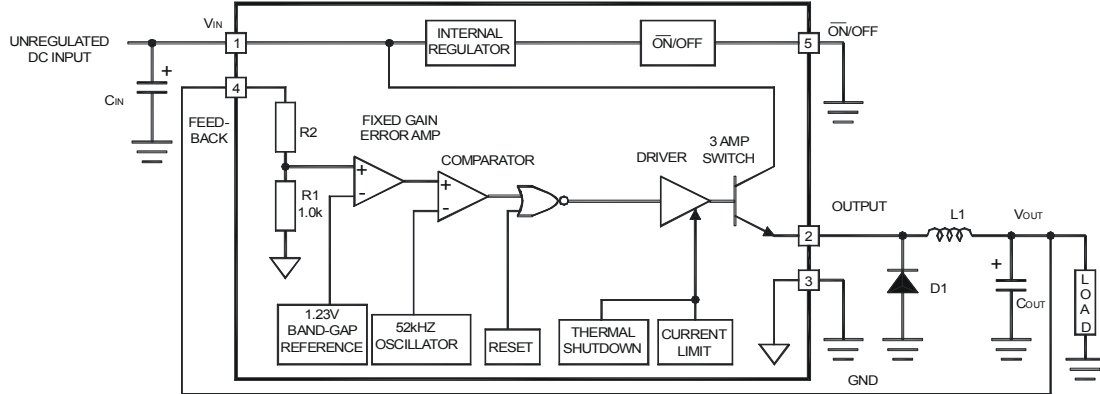 VIN
UNREGULATED
DC INPUT
1
INTERNAL
REGULATOR
ON/OFF
5
ON/OFF
+
CIN
4
FEED-
BACK
R2
FIXED GAIN
ERROR AMP
COMPARATOR
DRIVER
3 AMP
SWITCH
+
-
+
-
R1
1.0k
OUTPUT
2
L1
VOUT
3
D1
+
COUT
LOAD
1.23V
BAND-GAP
REFERENCE
52kHZ
OSCILLATOR
RESET
THERMAL
SHUTDOWN
CURRENT
LIMIT
GND